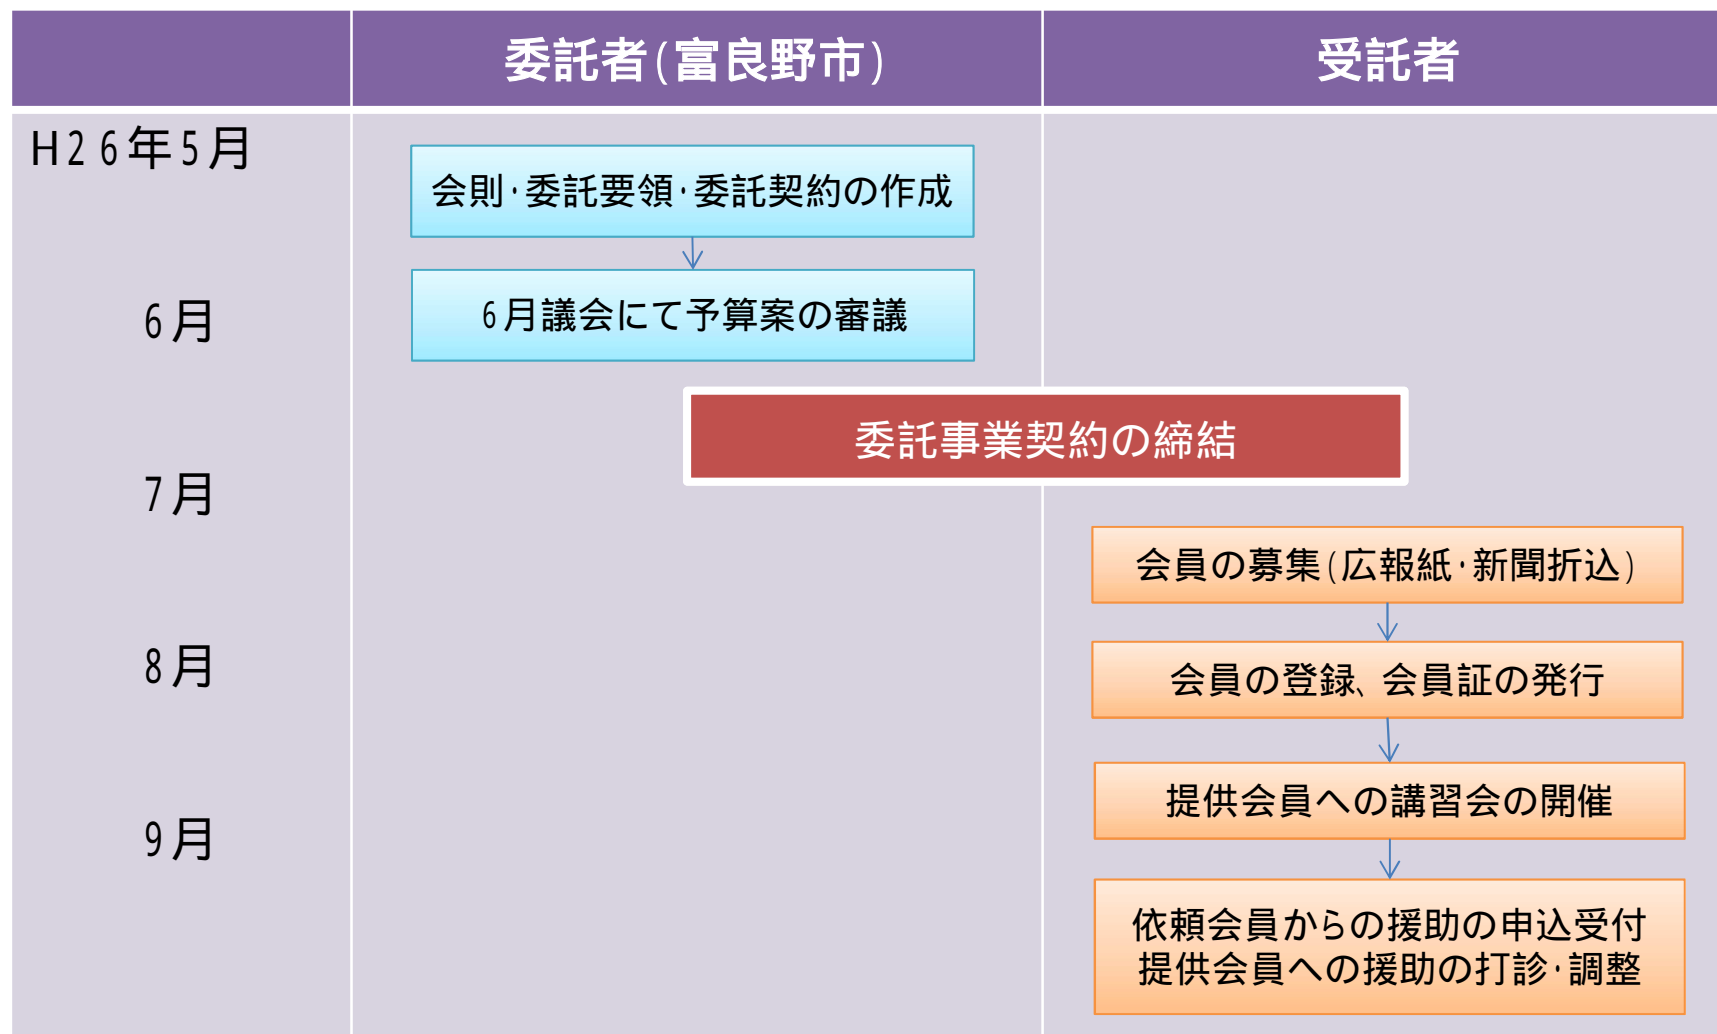 委託者(富良野市)
受託者
H26年5月
会則・委託要領・委託契約の作成
6月
6月議会にて予算案の審議
委託事業契約の締結
7月
会員の募集(広報紙・新聞折込)
8月
会員の登録、会員証の発行
提供会員への講習会の開催
9月
依頼会員からの援助の申込受付
提供会員への援助の打診・調整